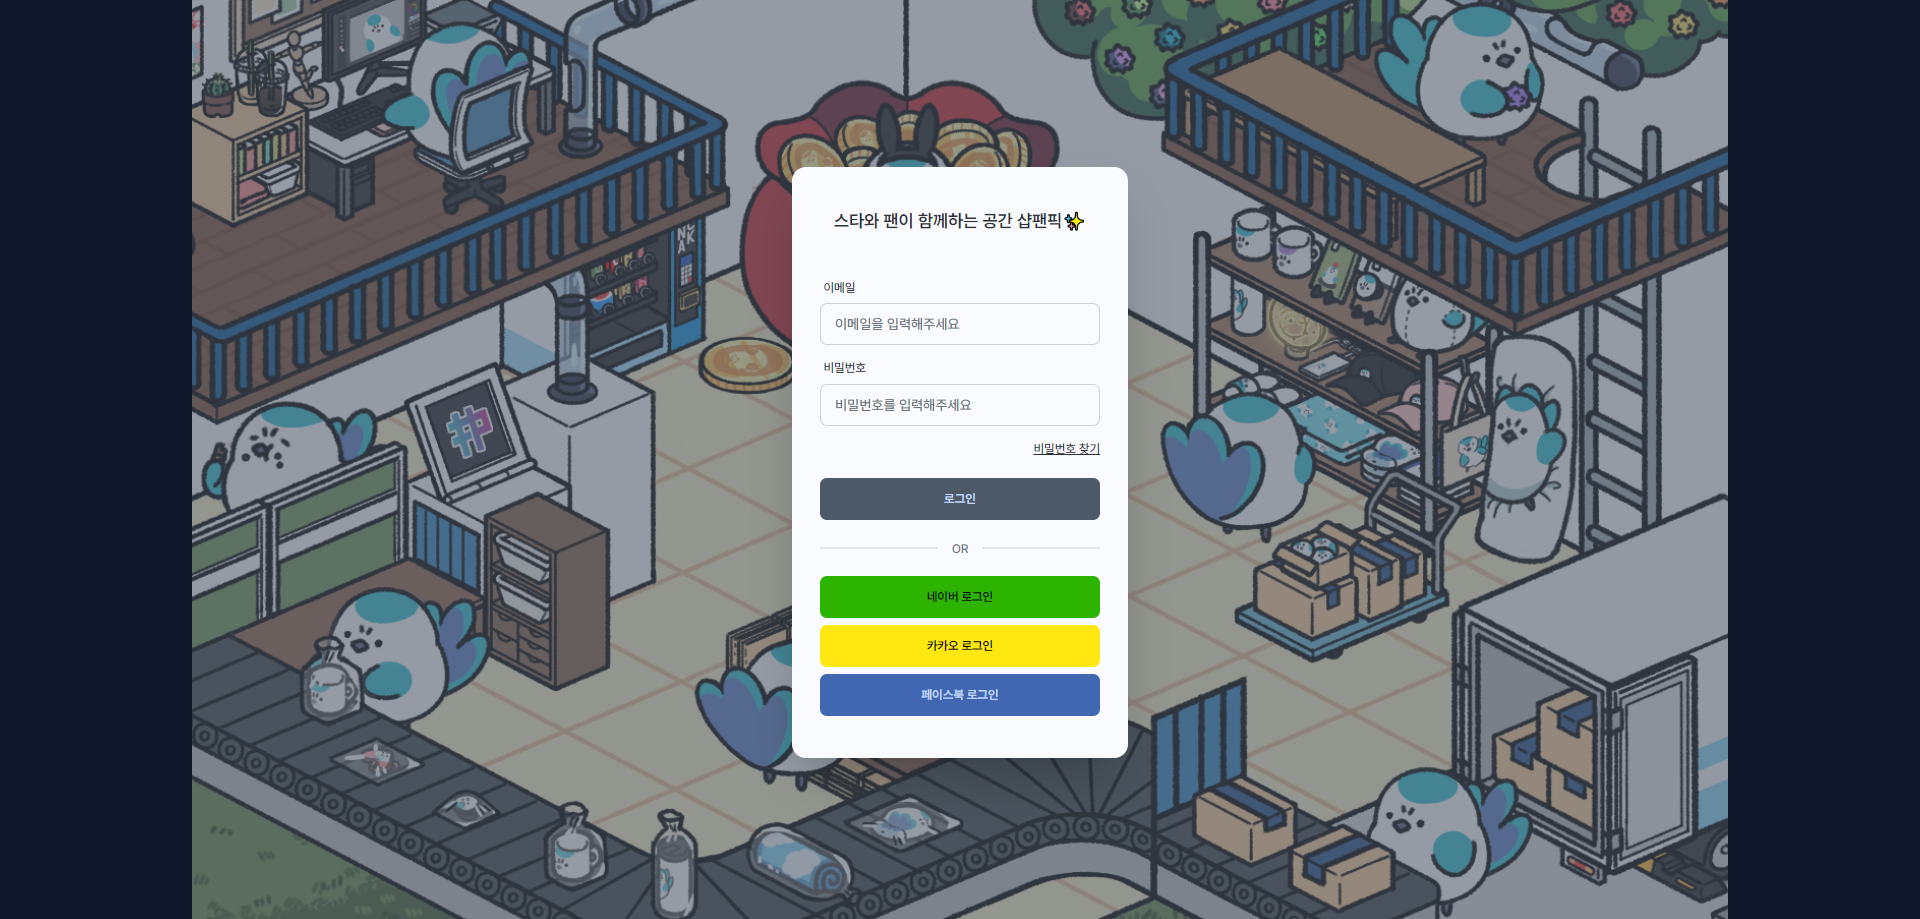 스타와 팬이 함께하는 공간 샵팬픽✨
이메일
이메일을 입력해주세요
비밀번호
비밀번호를 입력해주세요
비밀번호 찾기
로그인
OR
네이버 로그인
카카오 로그인
페이스북 로그인